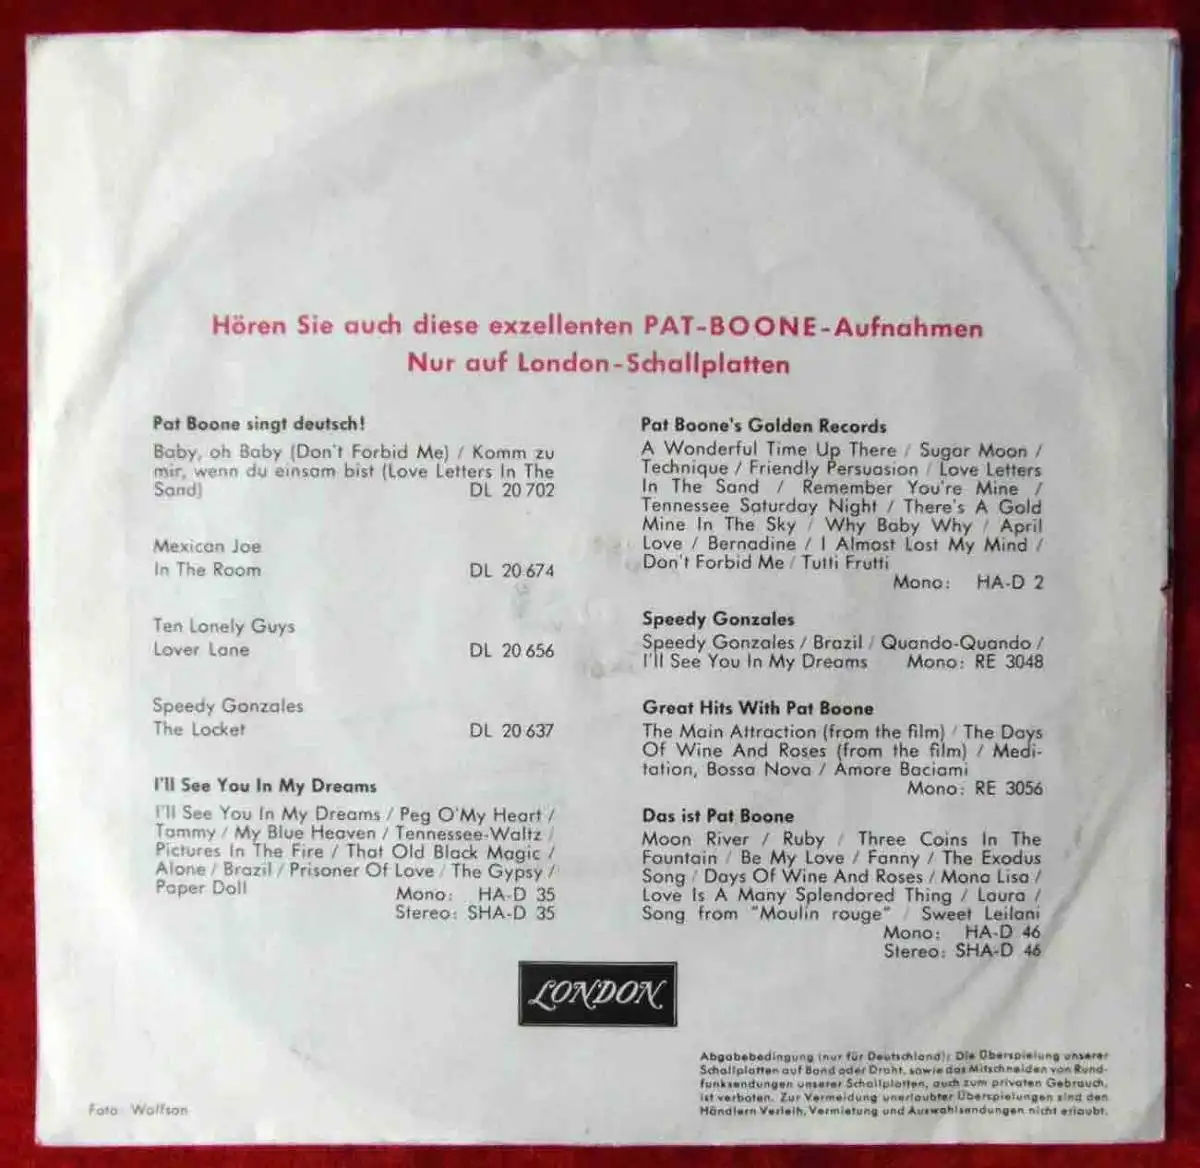 Hören Sie auch diese exzellenten PAT-BOONE-Aufnahmen
Nur auf London-Schallplatten
Pat Boone singt deutsch!
Baby, oh Baby (Don't Forbid Me) / Komm zu
mir, wenn du einsam bist (Love Letters In The
Sand) DL 20 702
Mexican Joe
In The Room DL 20 674
Ten Lonely Guys
Lover Lane DL 20 656
Speedy Gonzales
The Locket DL 20 637
I'll See You In My Dreams
I'll See You In My Dreams / Peg O'My Heart /
Tammy / My Blue Heaven / Tennessee-Waltz /
Pictures In The Fire / That Old Black Magic /
Alone / Brazil / Prisoner Of Love / The Gypsy /
Paper Doll Mono: HA-D 35
Stereo: SHA-D 35
Pat Boone's Golden Records
A Wonderful Time Up There / Sugar Moon /
Technique / Friendly Persuasion / Love Letters
In The Sand / Remember You're Mine /
Tennessee Saturday Night / There's A Gold
Mine In The Sky / Why Baby Why / April
Love / Bernadine / I Almost Lost My Mind /
Don't Forbid Me / Tutti Frutti
Mono: HA-D 2
Speedy Gonzales
Speedy Gonzales / Brazil / Quando-Quando /
I'll See You In My Dreams Mono: RE 3048
Great Hits With Pat Boone
The Main Attraction (from the film) / The Days
Of Wine And Roses (from the film) / Medi-
tation, Bossa Nova / Amore Baciami
Mono: RE 3056
Das ist Pat Boone
Moon River / Ruby / Three Coins In The
Fountain / Be My Love / Fanny / The Exodus
Song / Days Of Wine And Roses / Mona Lisa /
Love Is A Many Splendored Thing / Laura /
Song from "Moulin rouge" / Sweet Leilani
Mono: HA-D 46
Stereo: SHA-D 46
LONDON
Abgabebedingung (nur für Deutschland): Die Überspielung unserer
Schallplatten auf Band oder Draht, sowie das Mitschneiden von Rund-
funksendungen unserer Schallplatten, auch zum privaten Gebrauch,
ist verboten. Zur Vermeidung unerlaubter Überspielungen sind den
Händlern Verleih, Vermietung und Auswahlsendungen nicht erlaubt.
Foto: Wolfson